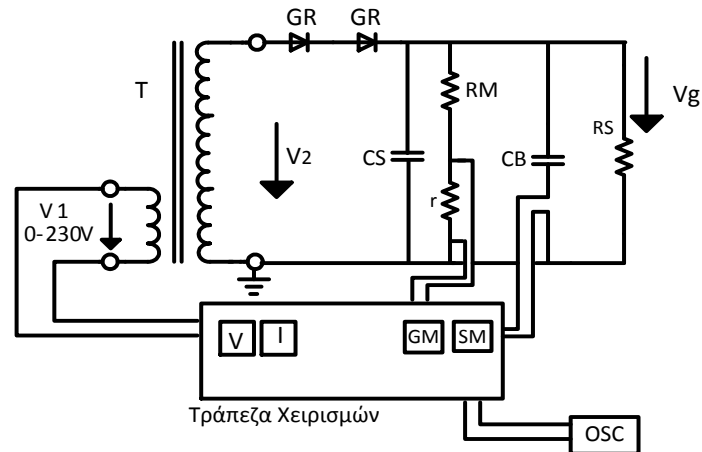 GR GR
T
RM
Vg
RS
V2
CS
CB
r
V 1
0-230V
V I GM SM
Τράπεζα Χειρισμών
OSC